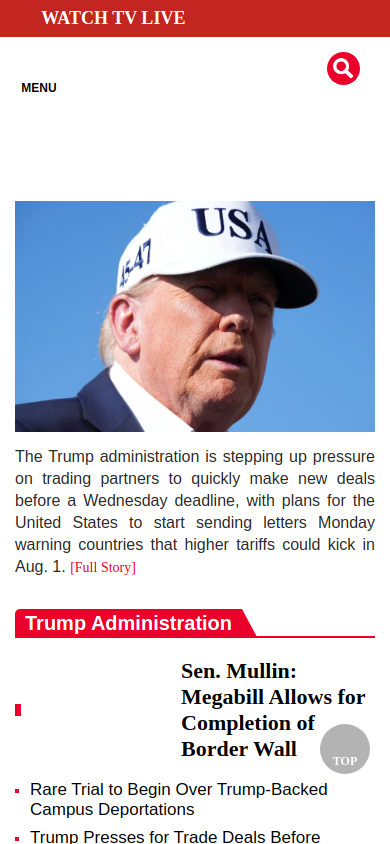 WATCH TV LIVE
MENU
USA
45-47
The Trump administration is stepping up pressure
on trading partners to quickly make new deals
before a Wednesday deadline, with plans for the
United States to start sending letters Monday
warning countries that higher tariffs could kick in
Aug. 1. [Full Story]
Trump Administration
Sen. Mullin:
Megabill Allows for
Completion of
Border Wall
TOP
Rare Trial to Begin Over Trump-Backed
Campus Deportations
Trump Presses for Trade Deals Before